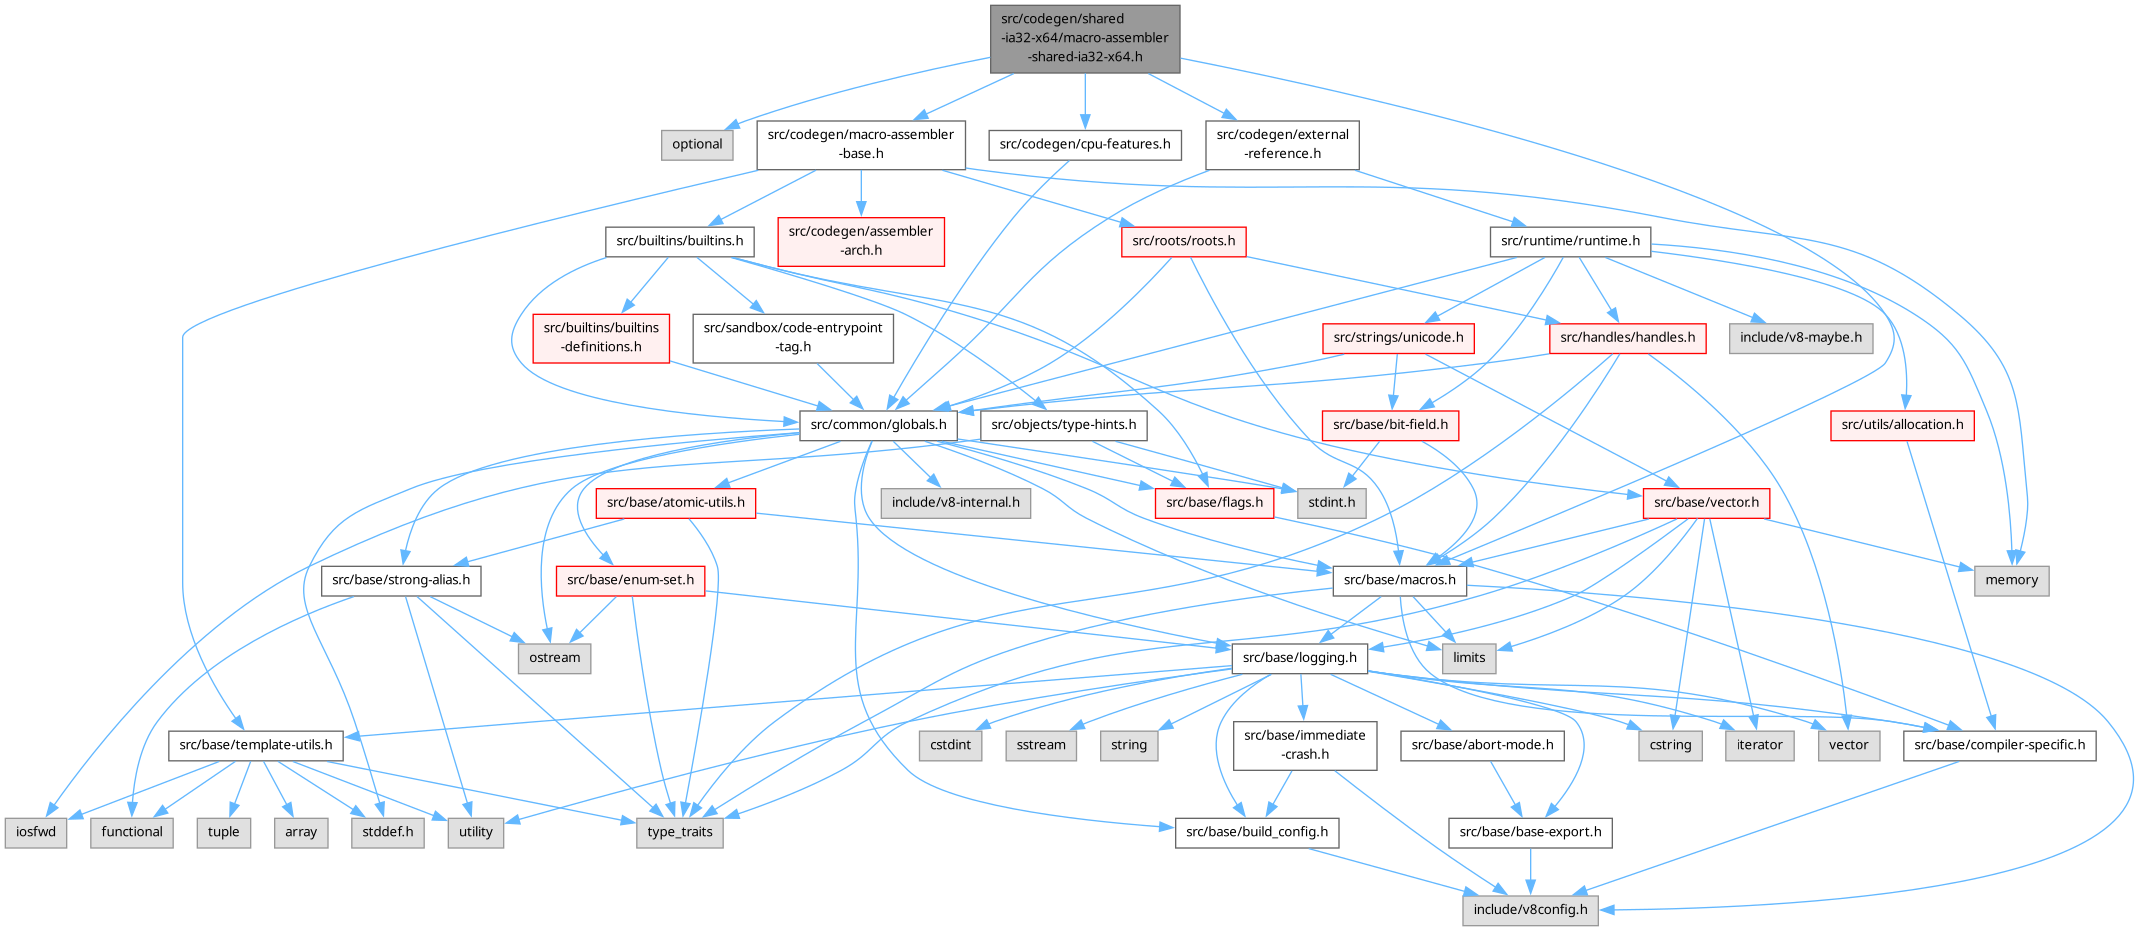 src/codegen/shared
-ia32-x64/macro-assembler
-shared-ia32-x64.h
optional
src/codegen/macro-assembler
-base.h
src/codegen/cpu-features.h
src/codegen/external
-reference.h
src/builtins/builtins.h
src/codegen/assembler
-arch.h
src/roots/roots.h
src/runtime/runtime.h
src/builtins/builtins
-definitions.h
src/sandbox/code-entrypoint
-tag.h
src/strings/unicode.h
src/handles/handles.h
include/v8-maybe.h
src/common/globals.h
src/objects/type-hints.h
src/base/bit-field.h
src/utils/allocation.h
src/base/atomic-utils.h
include/v8-internal.h
src/base/flags.h
stdint.h
src/base/vector.h
src/base/strong-alias.h
src/base/enum-set.h
src/base/macros.h
memory
ostream
src/base/logging.h
limits
src/base/template-utils.h
cstdint
sstream
string
src/base/immediate
-crash.h
src/base/abort-mode.h
cstring
iterator
vector
src/base/compiler-specific.h
iosfwd
functional
tuple
array
stddef.h
utility
type_traits
src/base/build_config.h
src/base/base-export.h
include/v8config.h